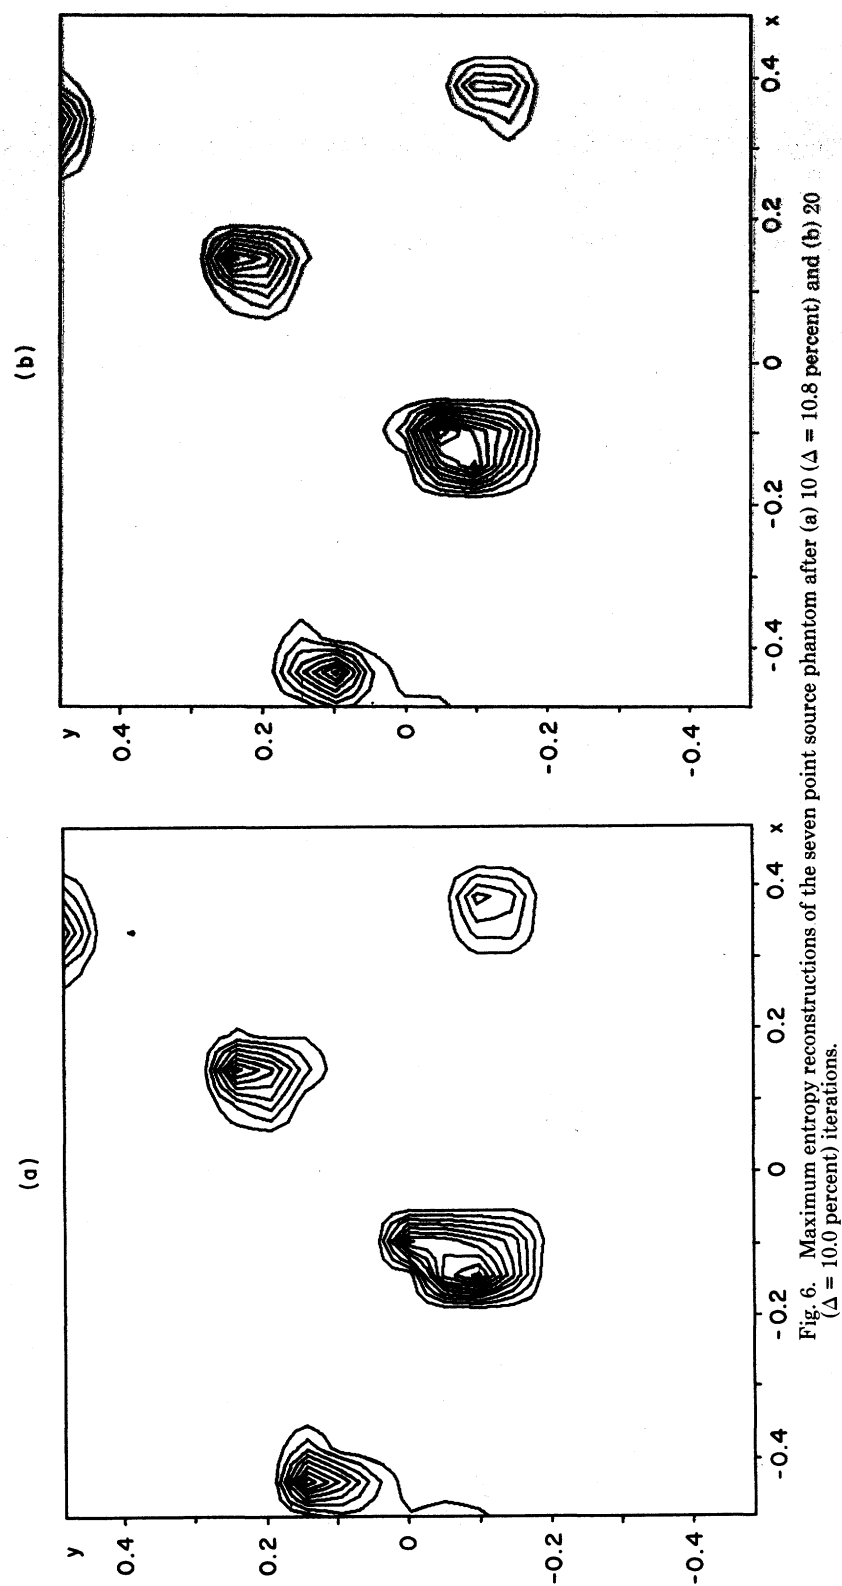 (a)
y
0.4
0.2
0
-0.2
-0.4
-0.4
-0.2
0
0.2
0.4
x
(b)
y
0.4
0.2
0
-0.2
-0.4
-0.4
-0.2
0
0.2
0.4
x
Fig. 6. Maximum entropy reconstructions of the seven point source phantom after (a) 10 (Δ = 10.8 percent) and (b) 20
(Δ = 10.0 percent) iterations.